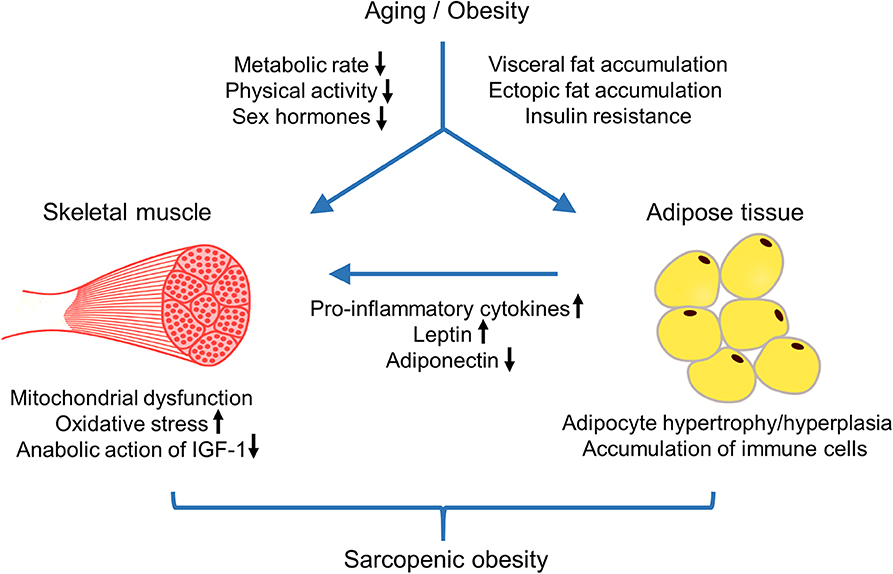 Aging / Obesity
Metabolic rate ↓
Physical activity ↓
Sex hormones ↓
Visceral fat accumulation
Ectopic fat accumulation
Insulin resistance
Skeletal muscle
Adipose tissue
Pro-inflammatory cytokines ↑
Leptin ↑
Adiponectin ↓
Mitochondrial dysfunction
Oxidative stress ↑
Anabolic action of IGF-1 ↓
Adipocyte hypertrophy/hyperplasia
Accumulation of immune cells
Sarcopenic obesity